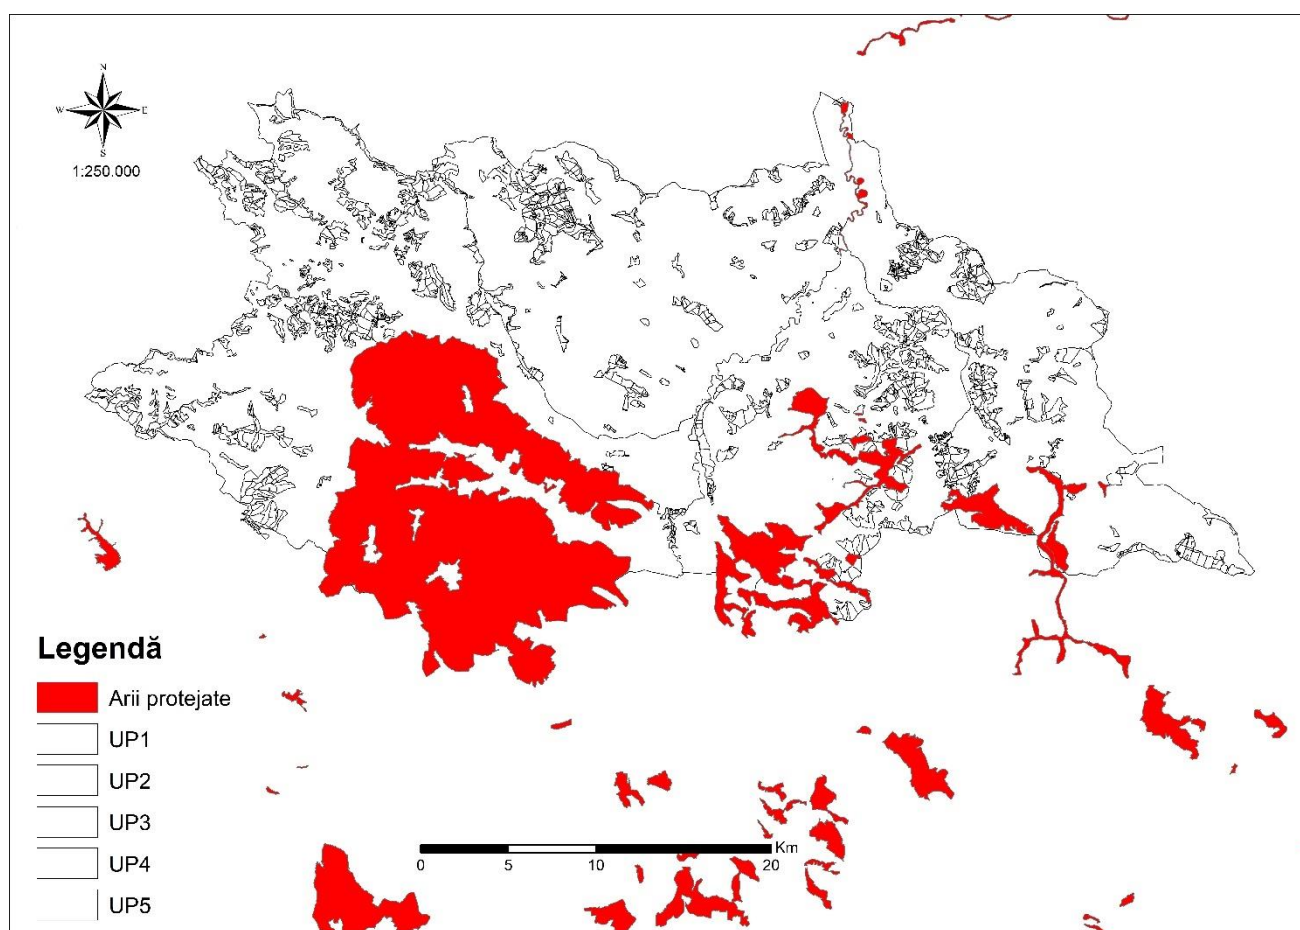 N
W E
S
1:250.000
Legendă
Arii protejate
UP1
UP2
UP3
UP4
UP5
Km
0 5 10 20